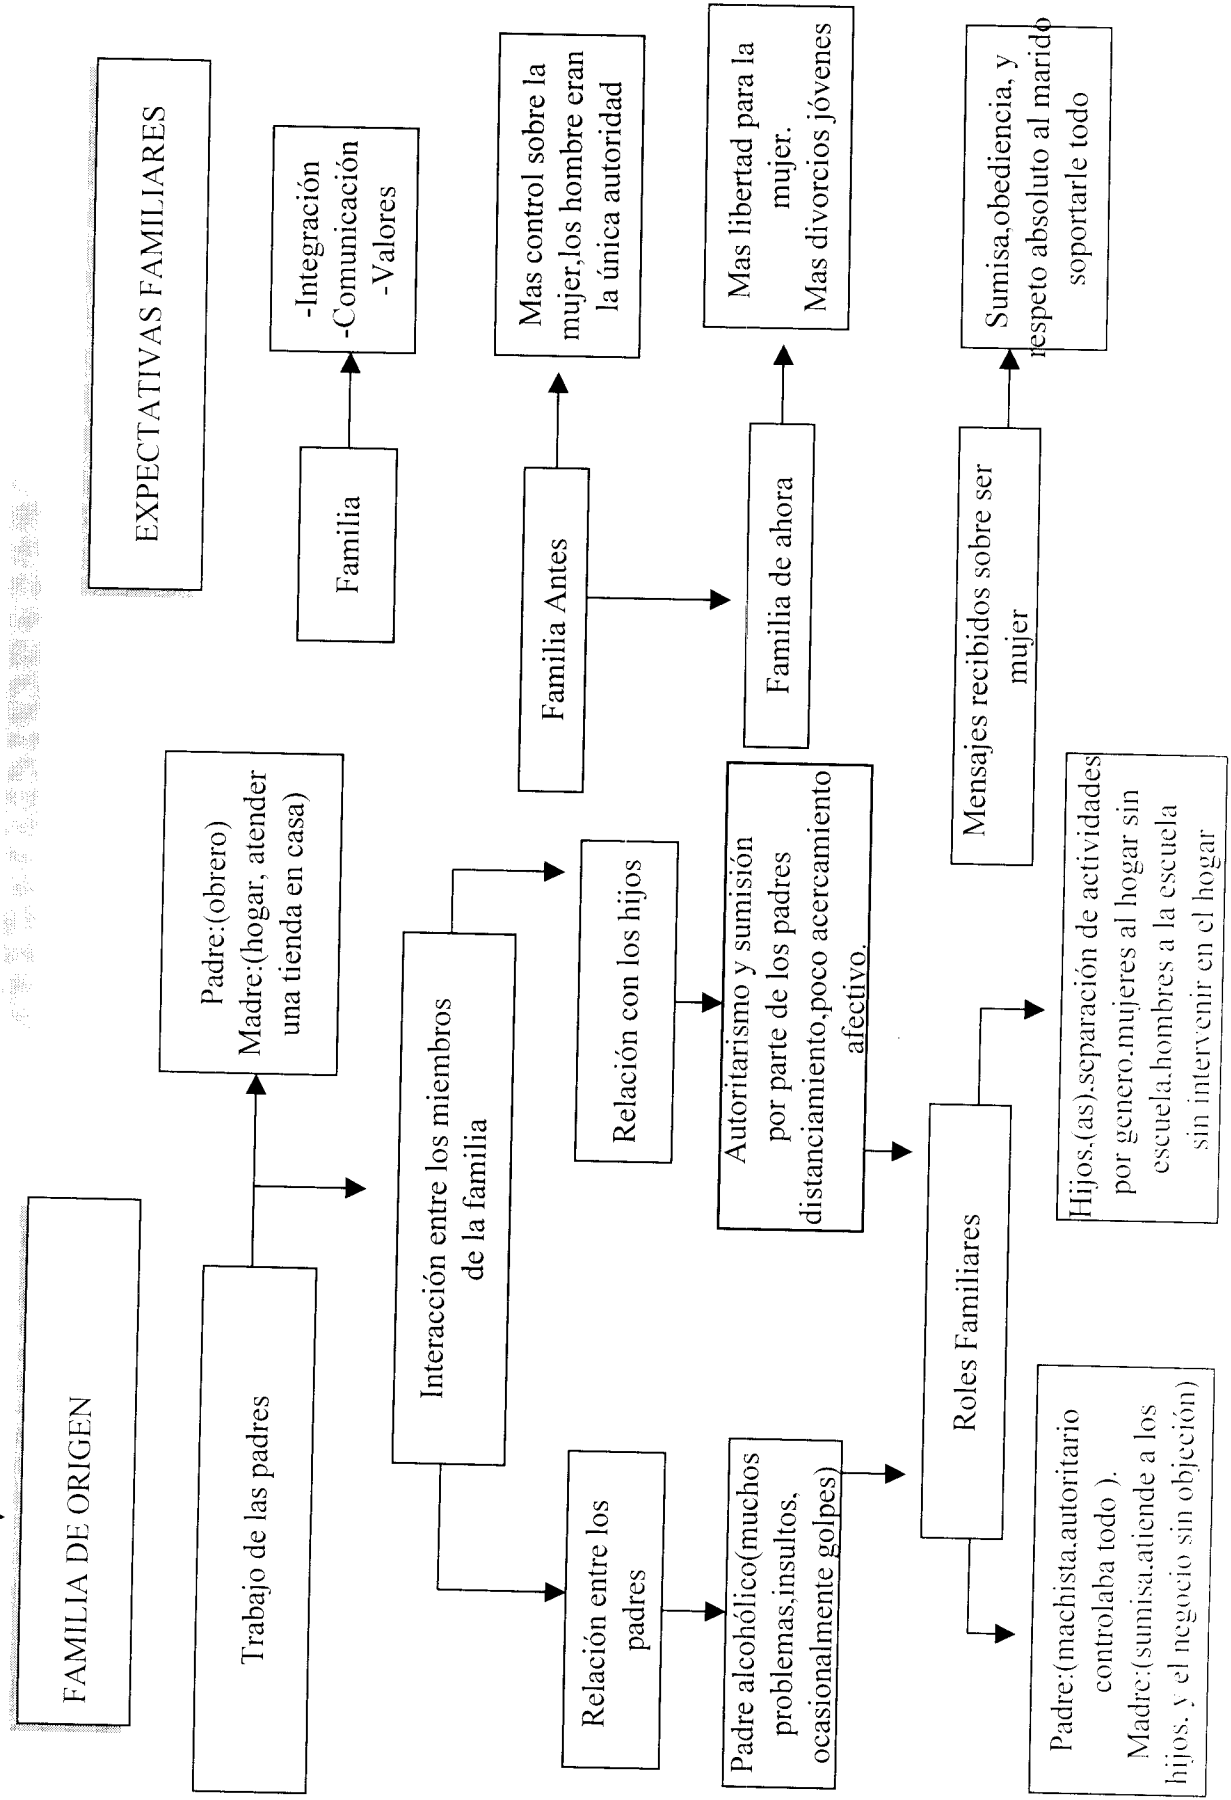 FAMILIA DE ORIGEN
Trabajo de las padres
Padre:(obrero)
Madre:(hogar, atender
una tienda en casa)
Interacción entre los miembros
de la familia
Relación entre los
padres
Relación con los hijos
Padre alcohólico(muchos
problemas,insultos,
ocasionalmente golpes)
Autoritarismo y sumisión
por parte de los padres
distanciamiento,poco acercamiento
afectivo.
Roles Familiares
Padre:(machista.autoritario
controlaba todo ).
Madre:(sumisa.atiende a los
hijos. y el negocio sin objección)
Hijos.(as).separación de actividades
por genero.mujeres al hogar sin
escuela.hombres a la escuela
sin intervenir en el hogar
EXPECTATIVAS FAMILIARES
Familia
-Integración
-Comunicación
- Valores
Familia Antes
Mas control sobre la
mujer,los hombre eran
la única autoridad
Familia de ahora
Mas libertad para la
mujer.
Mas divorcios jóvenes
Mensajes recibidos sobre ser
mujer
Sumisa,obediencia, y
respeto absoluto al marido
soportarle todo